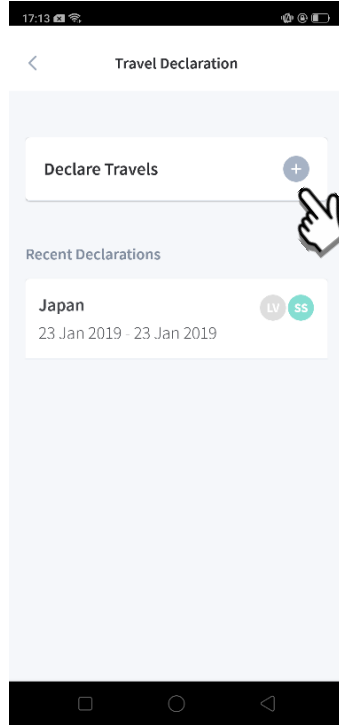 17:13
Travel Declaration
Declare Travels
Recent Declarations
Japan
LV SS
23 Jan 2019 - 23 Jan 2019